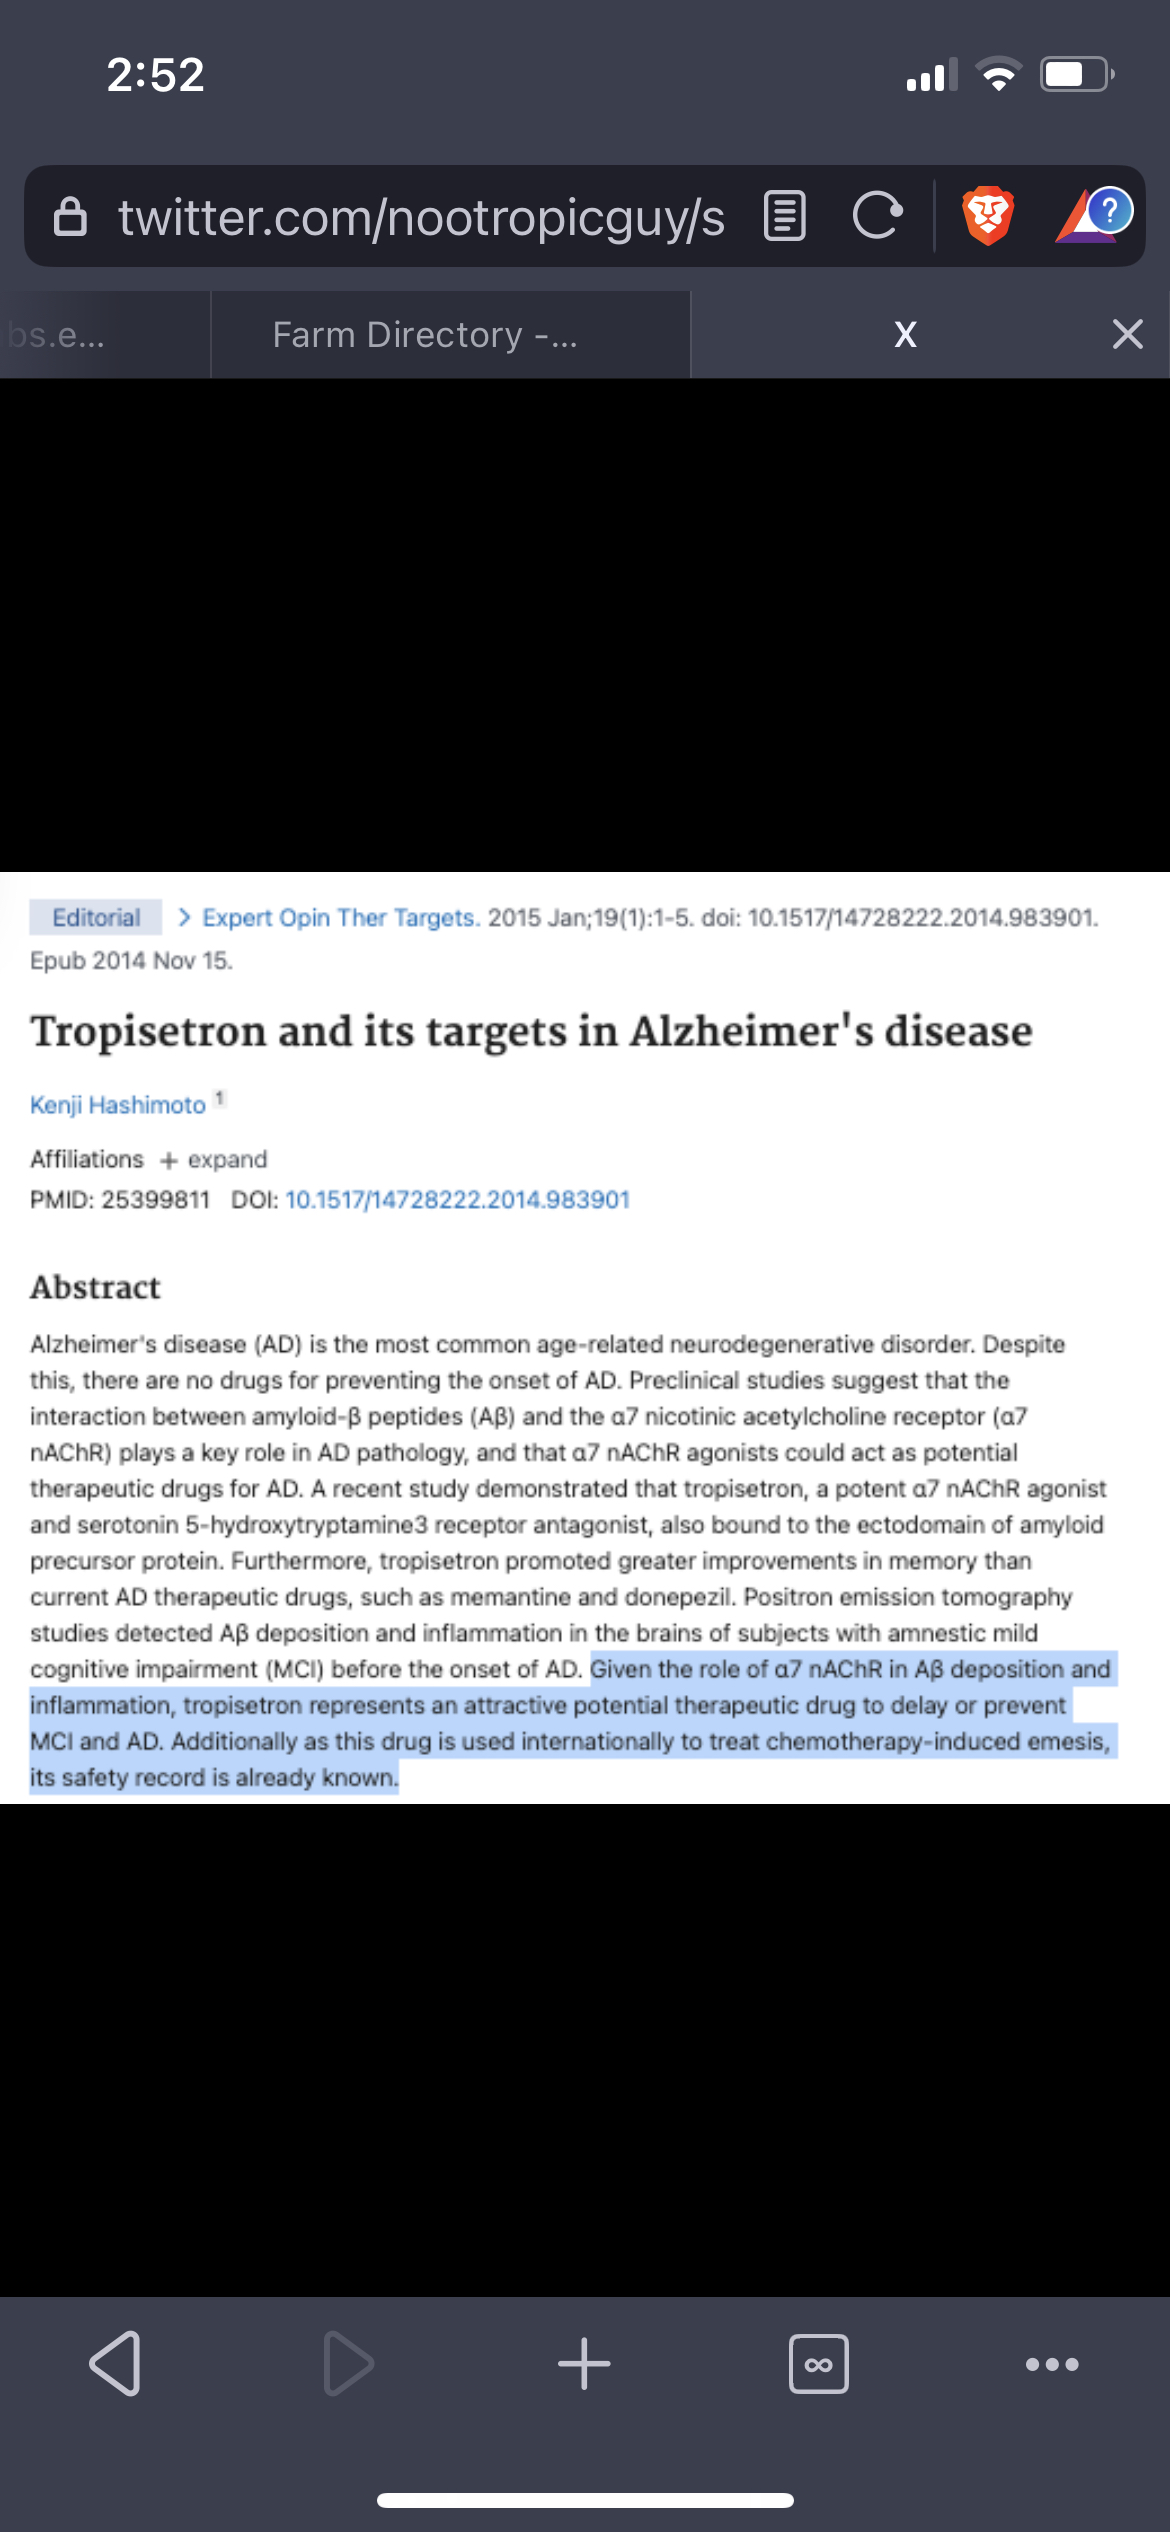 2:52
twitter.com/nootropicguy/s
?
bs.e...
Farm Directory -...
X
Editorial > Expert Opin Ther Targets. 2015 Jan;19(1):1-5. doi: 10.1517/14728222.2014.983901.
Epub 2014 Nov 15.
Tropisetron and its targets in Alzheimer's disease
Kenji Hashimoto 1
Affiliations + expand
PMID: 25399811 DOI: 10.1517/14728222.2014.983901
Abstract
Alzheimer's disease (AD) is the most common age-related neurodegenerative disorder. Despite
this, there are no drugs for preventing the onset of AD. Preclinical studies suggest that the
interaction between amyloid-β peptides (Aβ) and the α7 nicotinic acetylcholine receptor (α7
nAChR) plays a key role in AD pathology, and that α7 nAChR agonists could act as potential
therapeutic drugs for AD. A recent study demonstrated that tropisetron, a potent α7 nAChR agonist
and serotonin 5-hydroxytryptamine3 receptor antagonist, also bound to the ectodomain of amyloid
precursor protein. Furthermore, tropisetron promoted greater improvements in memory than
current AD therapeutic drugs, such as memantine and donepezil. Positron emission tomography
studies detected Aβ deposition and inflammation in the brains of subjects with amnestic mild
cognitive impairment (MCI) before the onset of AD. Given the role of α7 nAChR in Aβ deposition and
inflammation, tropisetron represents an attractive potential therapeutic drug to delay or prevent
MCI and AD. Additionally as this drug is used internationally to treat chemotherapy-induced emesis,
its safety record is already known.